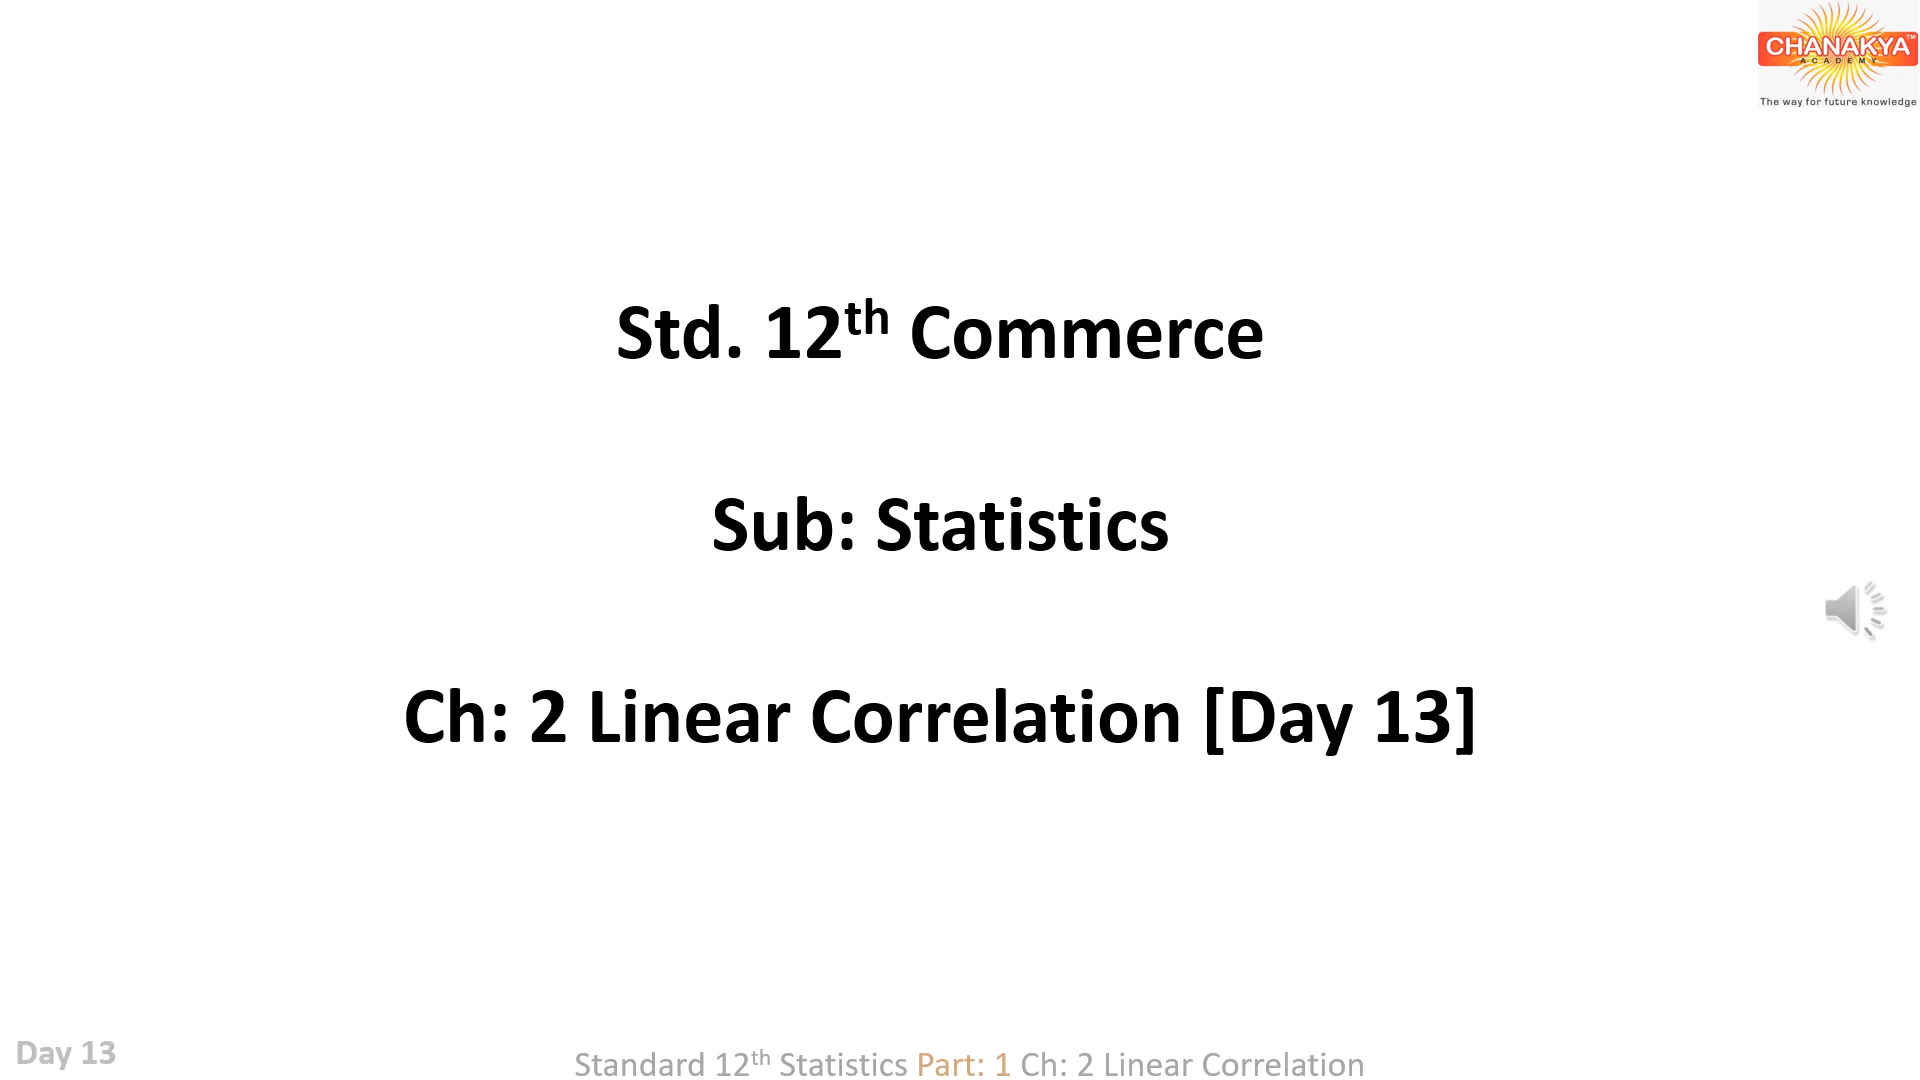 CHANAKYA™
ACADEMY
The way for future knowledge
Std. 12th Commerce
Sub: Statistics
Ch: 2 Linear Correlation [Day 13]
Day 13
Standard 12th Statistics Part: 1 Ch: 2 Linear Correlation